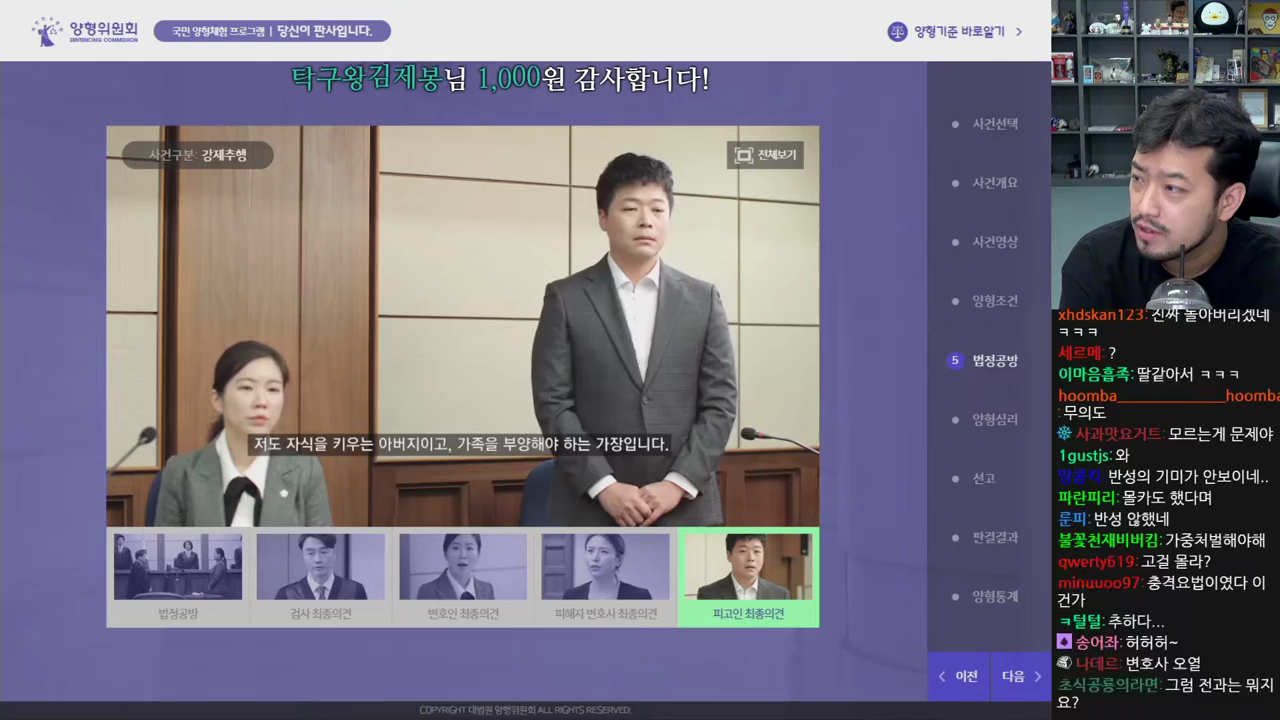 양형위원회
SENTENCING COMMISSION
국민 양형체험 프로그램 | 당신이 판사입니다.
양형기준 바로알기
탁구왕김제봉님 1,000원 감사합니다!
사건구분: 강제추행
전체보기
저도 자식을 키우는 아버지이고, 가족을 부양해야 하는 가장입니다.
법정공방
검사 최종의견
변호인 최종의견
피해자 변호사 최종의견
피고인 최종의견
사건선택
사건개요
사건영상
양형조건
5 법정공방
양형심리
선고
판결결과
양형통계
이전
다음
COPYRIGHT 대법원 양형위원회 ALL RIGHTS RESERVED.
xhdskan123: 진짜 돌아버리겠네
ㅋㅋㅋ
세르메: ?
이마음흡족: 딸같아서 ㅋㅋㅋ
hoomba____________hoomba
: 무의도
사과맛요거트: 모르는게 문제야
1gustjs: 와
망콩키: 반성의 기미가 안보이네..
파란피리: 몰카도 했다며
룬피: 반성 않했네
불꽃천재비버킴: 가중처벌해야해
qwerty619: 고걸 몰라?
minuuoo97: 충격요법이였다 이
건가
ㅋ털털: 추하다...
송어좌: 허허허~
나데르: 변호사 오열
초식공룡의라면: 그럼 전과는 뭐지
요?